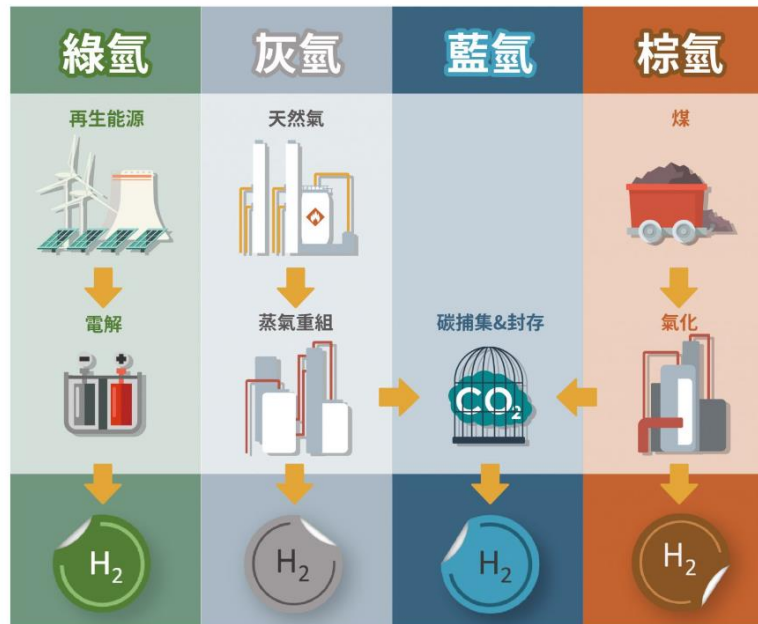 綠氫
灰氫
藍氫
棕氫
再生能源
天然氣
煤
電解
蒸氣重組
碳捕集&封存
氣化
CO₂
H₂
H₂
H₂
H₂